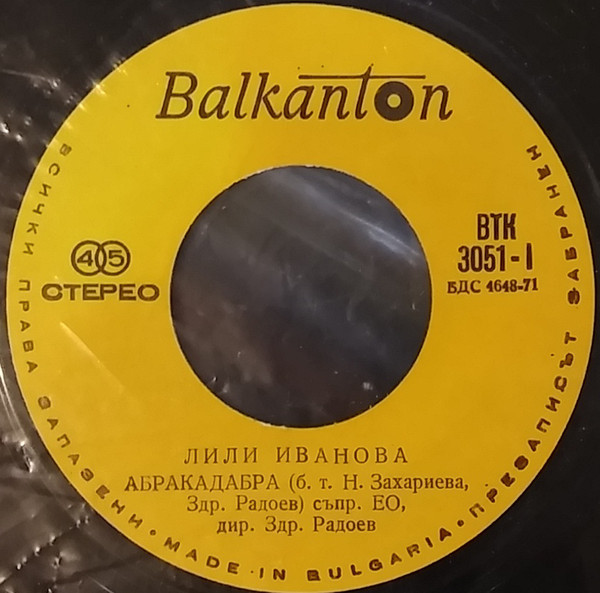 Balkanton
45
СТЕРЕО
ВТК
3051-I
БДС 4648-71
ЛИЛИ ИВАНОВА
АБРАКАДАБРА (б. т. Н. Захариева,
Здр. Радоев) съпр. ЕО,
дир. Здр. Радоев
ВСИЧКИ ПРАВА ЗАПАЗЕНИ • MADE IN BULGARIA • ПРЕЗАПИСЪТ ЗАБРАНЕН